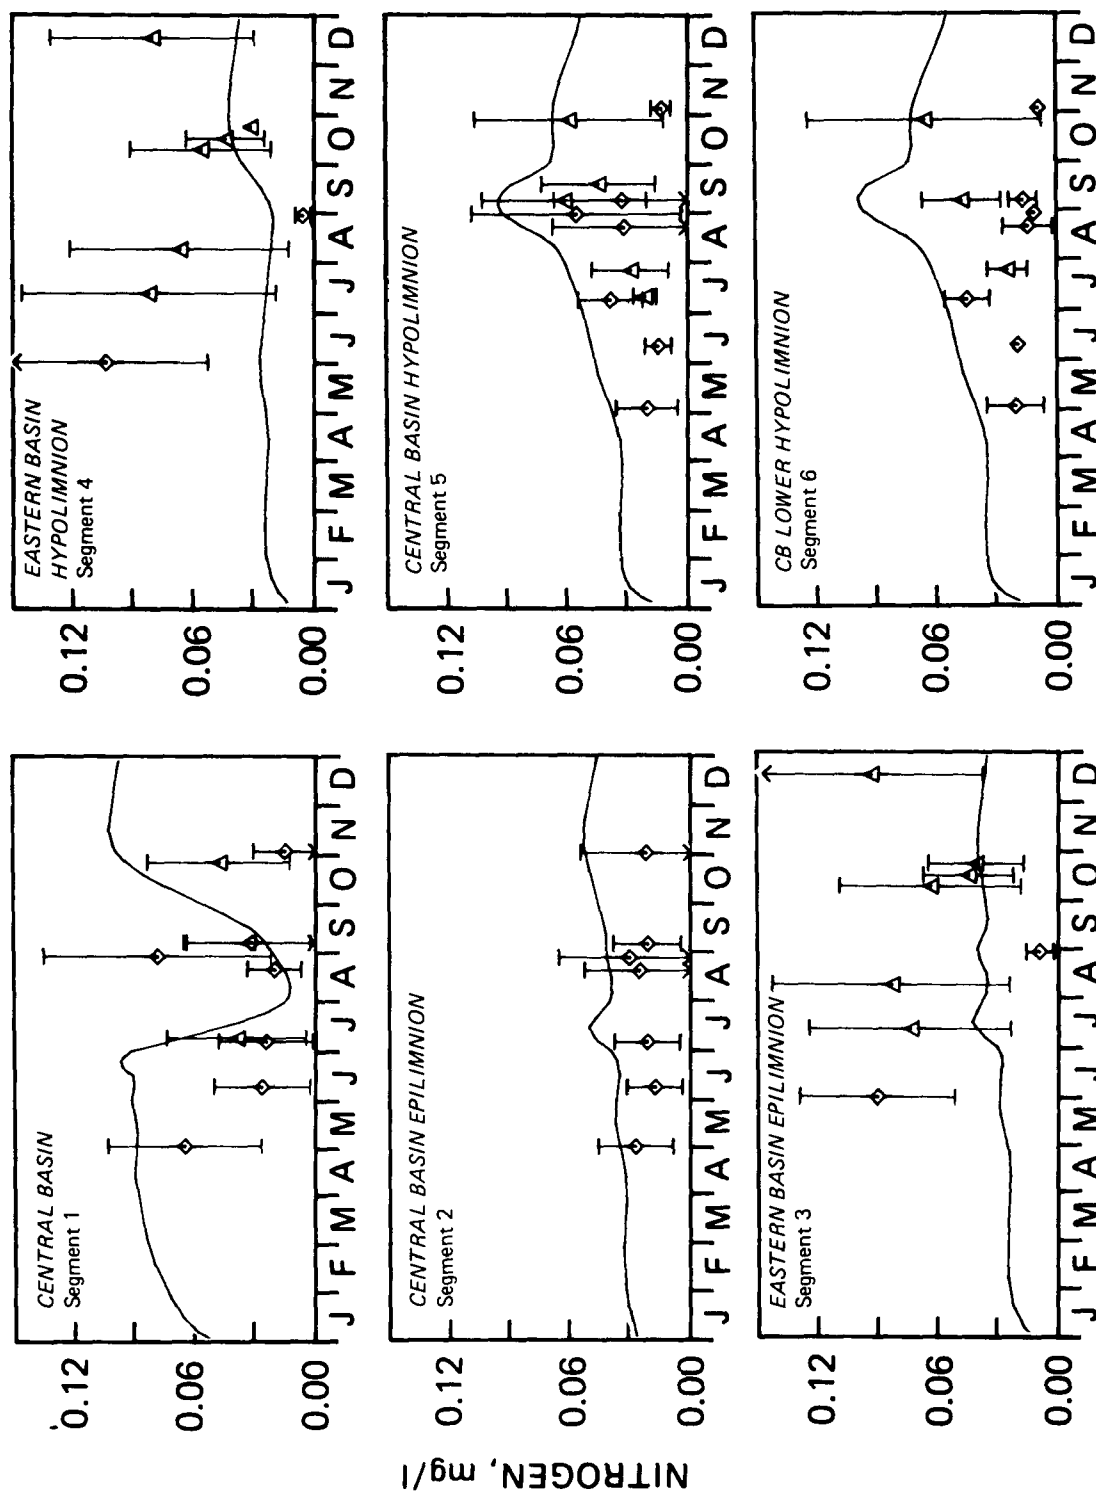 NITROGEN, mg/l
CENTRAL BASIN
Segment 1
0.12
0.06
0.00
J F M A M J J A S O N D
CENTRAL BASIN EPILIMNION
Segment 2
0.12
0.06
0.00
J F M A M J J A S O N D
EASTERN BASIN EPILIMNION
Segment 3
0.12
0.06
0.00
J F M A M J J A S O N D
EASTERN BASIN
HYPOLIMNION
Segment 4
0.12
0.06
0.00
J F M A M J J A S O N D
CENTRAL BASIN HYPOLIMNION
Segment 5
0.12
0.06
0.00
J F M A M J J A S O N D
CB LOWER HYPOLIMNION
Segment 6
0.12
0.06
0.00
J F M A M J J A S O N D